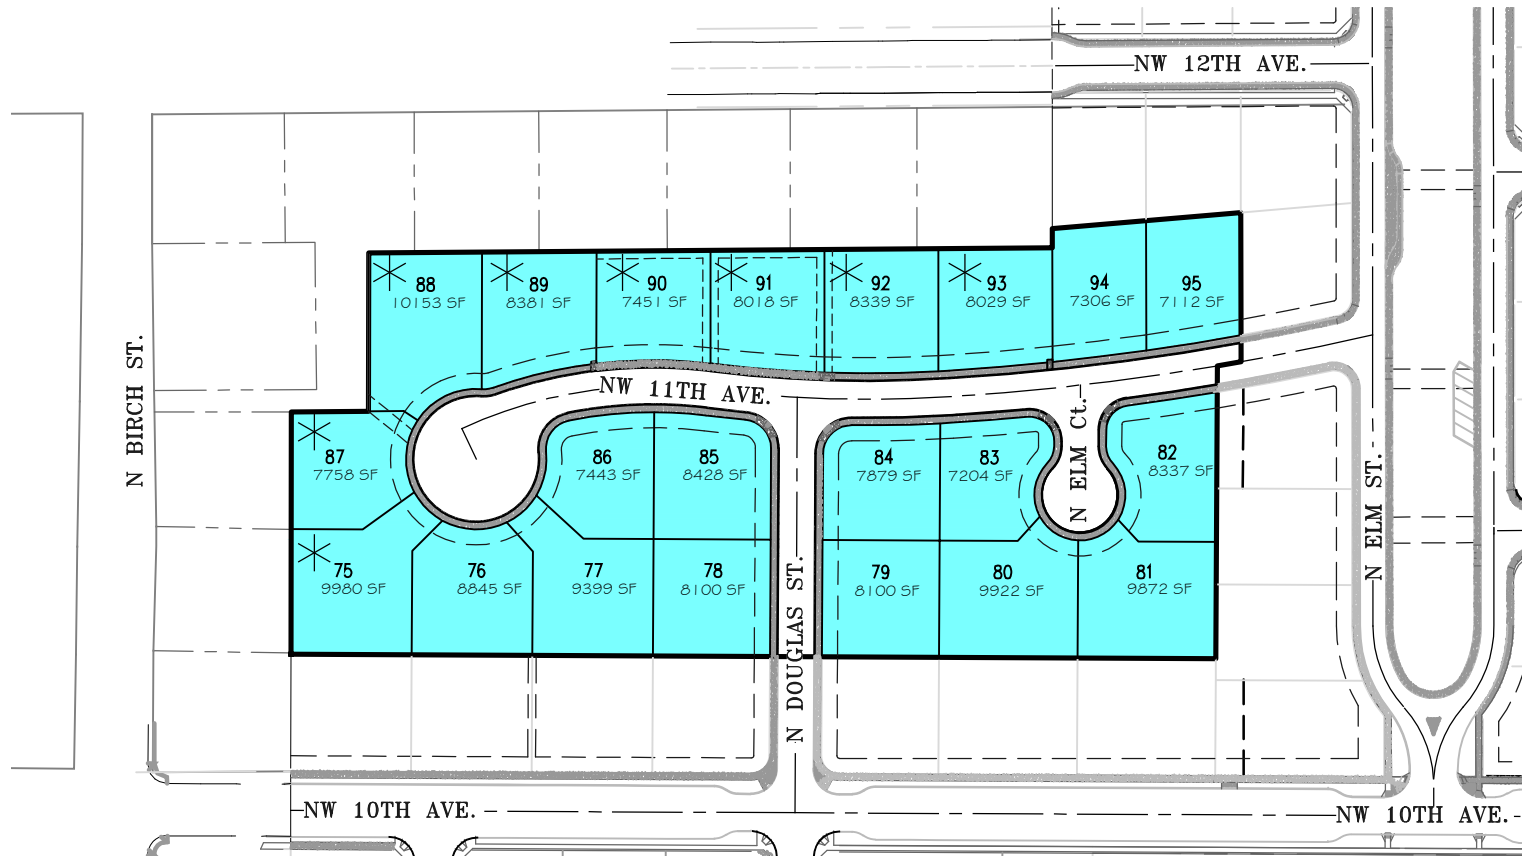 NW 12TH AVE.
88
10153 SF
89
8381 SF
90
7451 SF
91
8018 SF
92
8339 SF
93
8029 SF
94
7306 SF
95
7112 SF
N BIRCH ST.
NW 11TH AVE.
87
7758 SF
86
7443 SF
85
8428 SF
84
7879 SF
83
7204 SF
N ELM Ct.
82
8337 SF
N ELM ST.
75
9980 SF
76
8845 SF
77
9399 SF
78
8100 SF
N DOUGLAS ST.
79
8100 SF
80
9922 SF
81
9872 SF
NW 10TH AVE.
NW 10TH AVE.